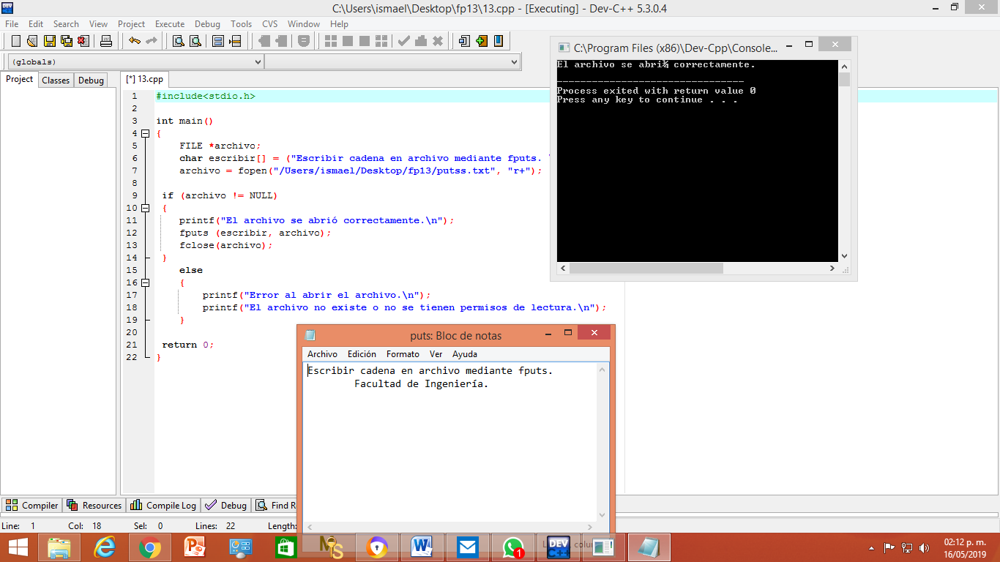 C:\Users\ismael\Desktop\fp13\13.cpp - [Executing] - Dev-C++ 5.3.0.4
File Edit Search View Project Execute Debug Tools CVS Window Help
(globals)
Project Classes Debug
[*] 13.cpp
1 #include<stdio.h>
2
3 int main()
4 {
5 FILE *archivo;
6 char escribir[] = ("Escribir cadena en archivo mediante fputs.
7 archivo = fopen("/Users/ismael/Desktop/fp13/putss.txt", "r+");
8
9 if (archivo != NULL)
10 {
11 printf("El archivo se abrió correctamente.\n");
12 fputs (escribir, archivo);
13 fclose(archivo);
14 }
15 else
16 {
17 printf("Error al abrir el archivo.\n");
18 printf("El archivo no existe o no se tienen permisos de lectura.\n");
19 }
20
21 return 0;
22 }
C:\Program Files (x86)\Dev-Cpp\Console...
El archivo se abri¾ correctamente.
--------------------------------
Process exited with return value 0
Press any key to continue . . .
puts: Bloc de notas
Archivo Edición Formato Ver Ayuda
Escribir cadena en archivo mediante fputs.
Facultad de Ingeniería.
Compiler Resources Compile Log Debug Find R
Line: 1 Col: 18 Sel: 0 Lines: 22 Length:
02:12 p. m.
16/05/2019